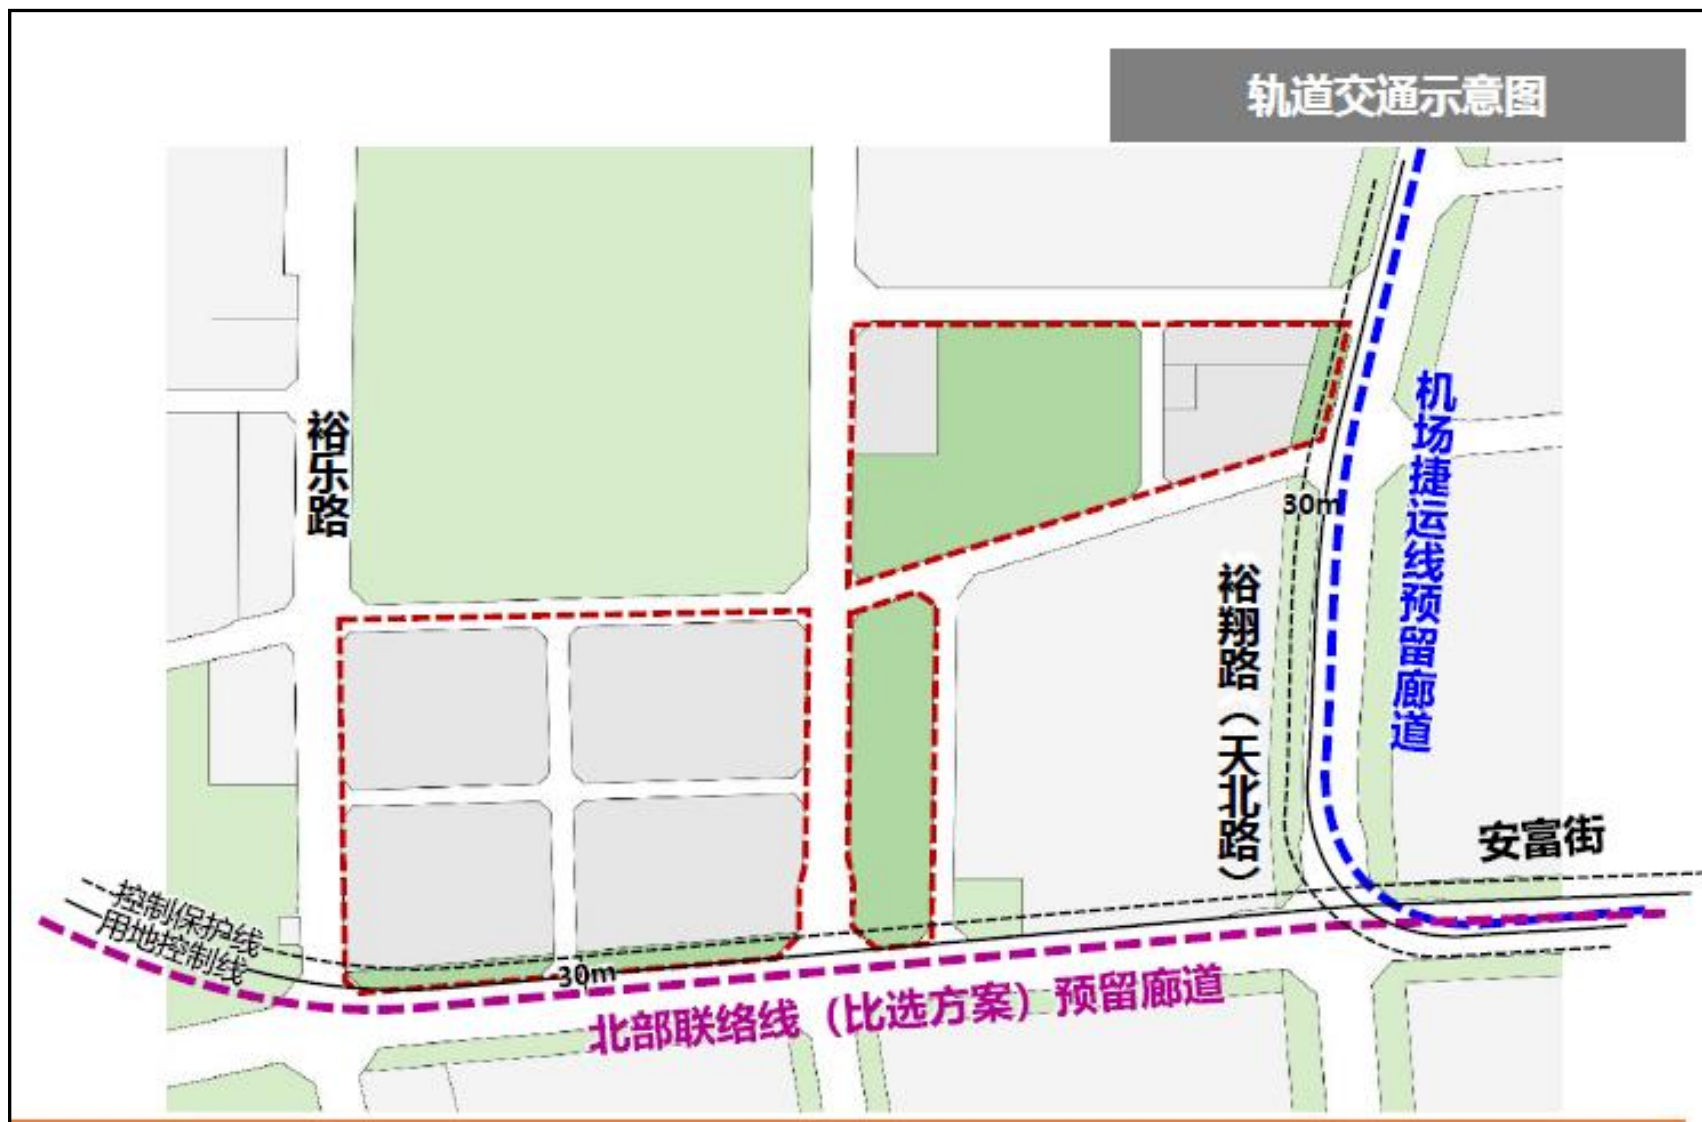 轨道交通示意图
裕乐路
机场捷运线预留廊道
30m
裕翔路（天北路）
安富街
控制保护线
用地控制线
30m
北部联络线（比选方案）预留廊道